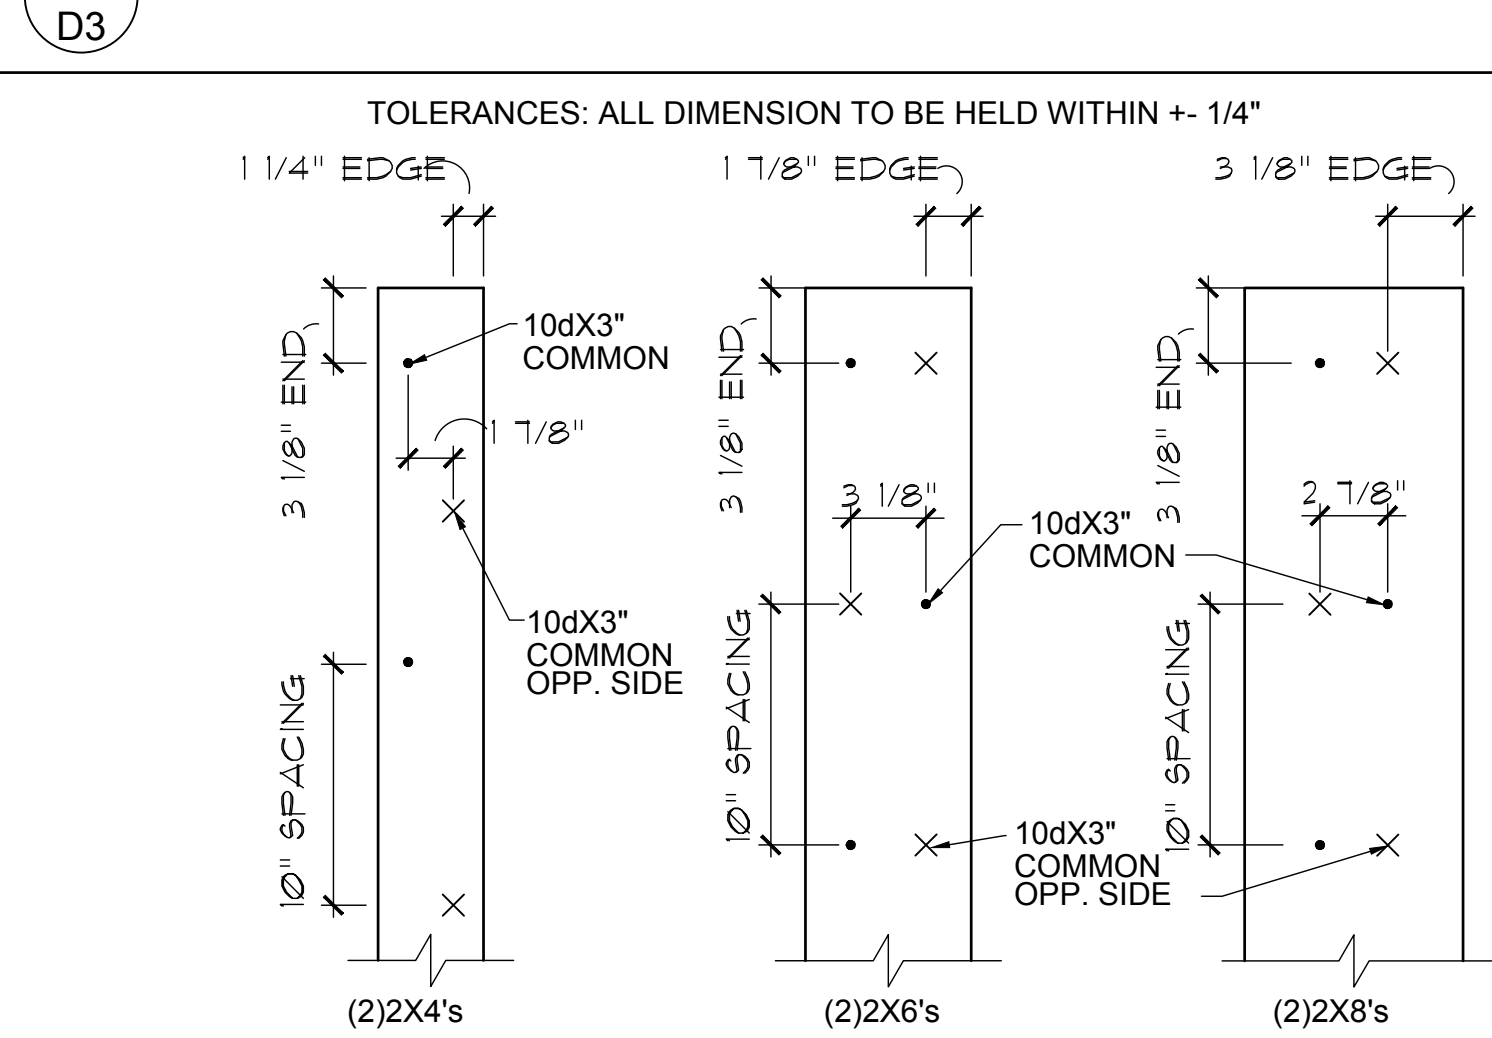 D3
TOLERANCES: ALL DIMENSION TO BE HELD WITHIN +- 1/4"
1 1/4" EDGE
1 7/8" EDGE
3 1/8" EDGE
3 1/8" END
10dX3"
COMMON
1 7/8"
10dX3"
COMMON
OPP. SIDE
10" SPACING
(2)2X4's
3 1/8" END
3 1/8"
10dX3"
COMMON
10" SPACING
10dX3"
COMMON
OPP. SIDE
(2)2X6's
3 1/8" END
2 7/8"
10" SPACING
(2)2X8's